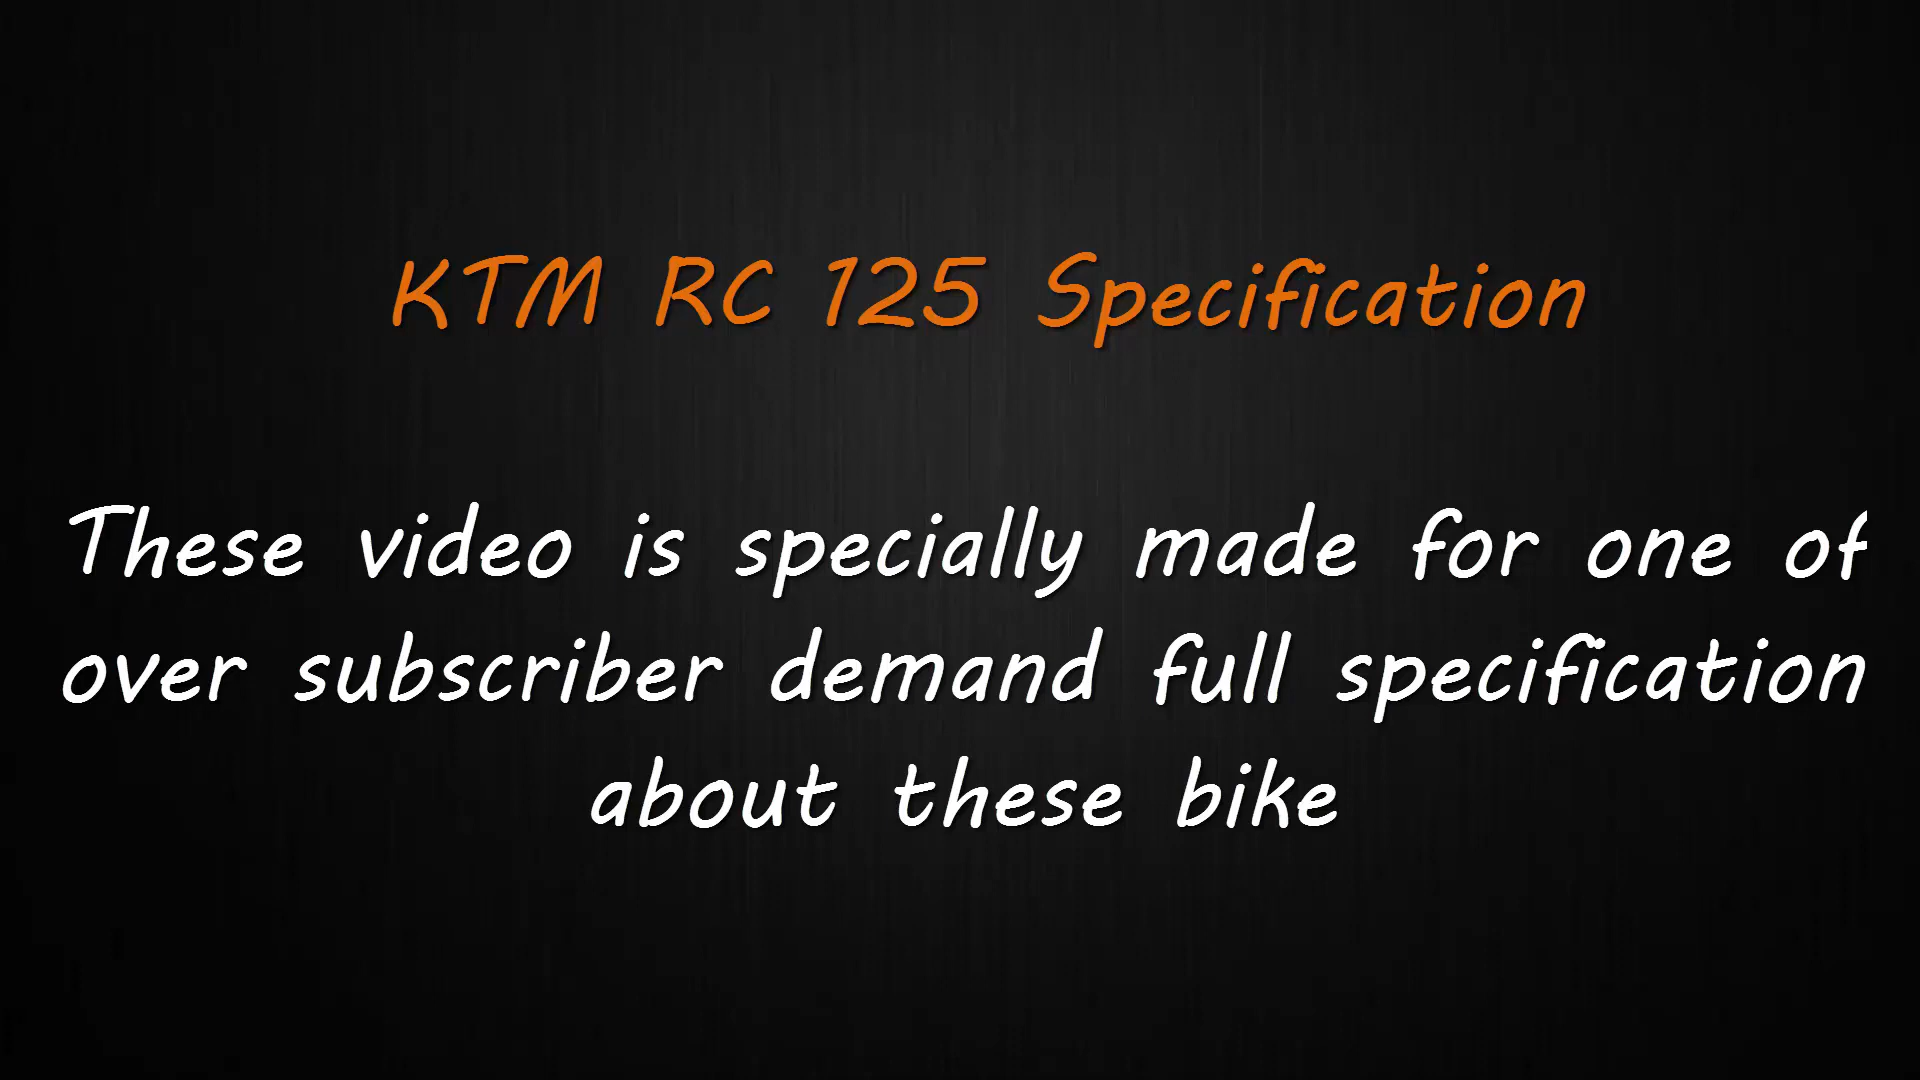 KTM RC 125 Specification
These video is specially made for one of
over subscriber demand full specification
about these bike